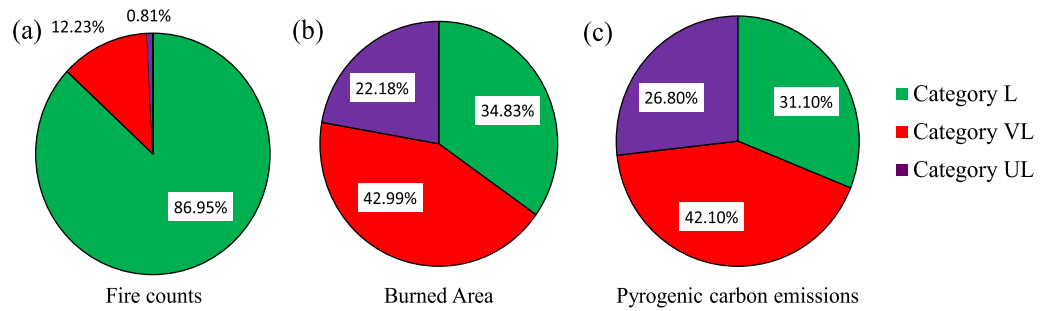 (a)
12.23%
0.81%
86.95%
Fire counts
(b)
22.18%
34.83%
42.99%
Burned Area
(c)
26.80%
31.10%
42.10%
Pyrogenic carbon emissions
Category L
Category VL
Category UL